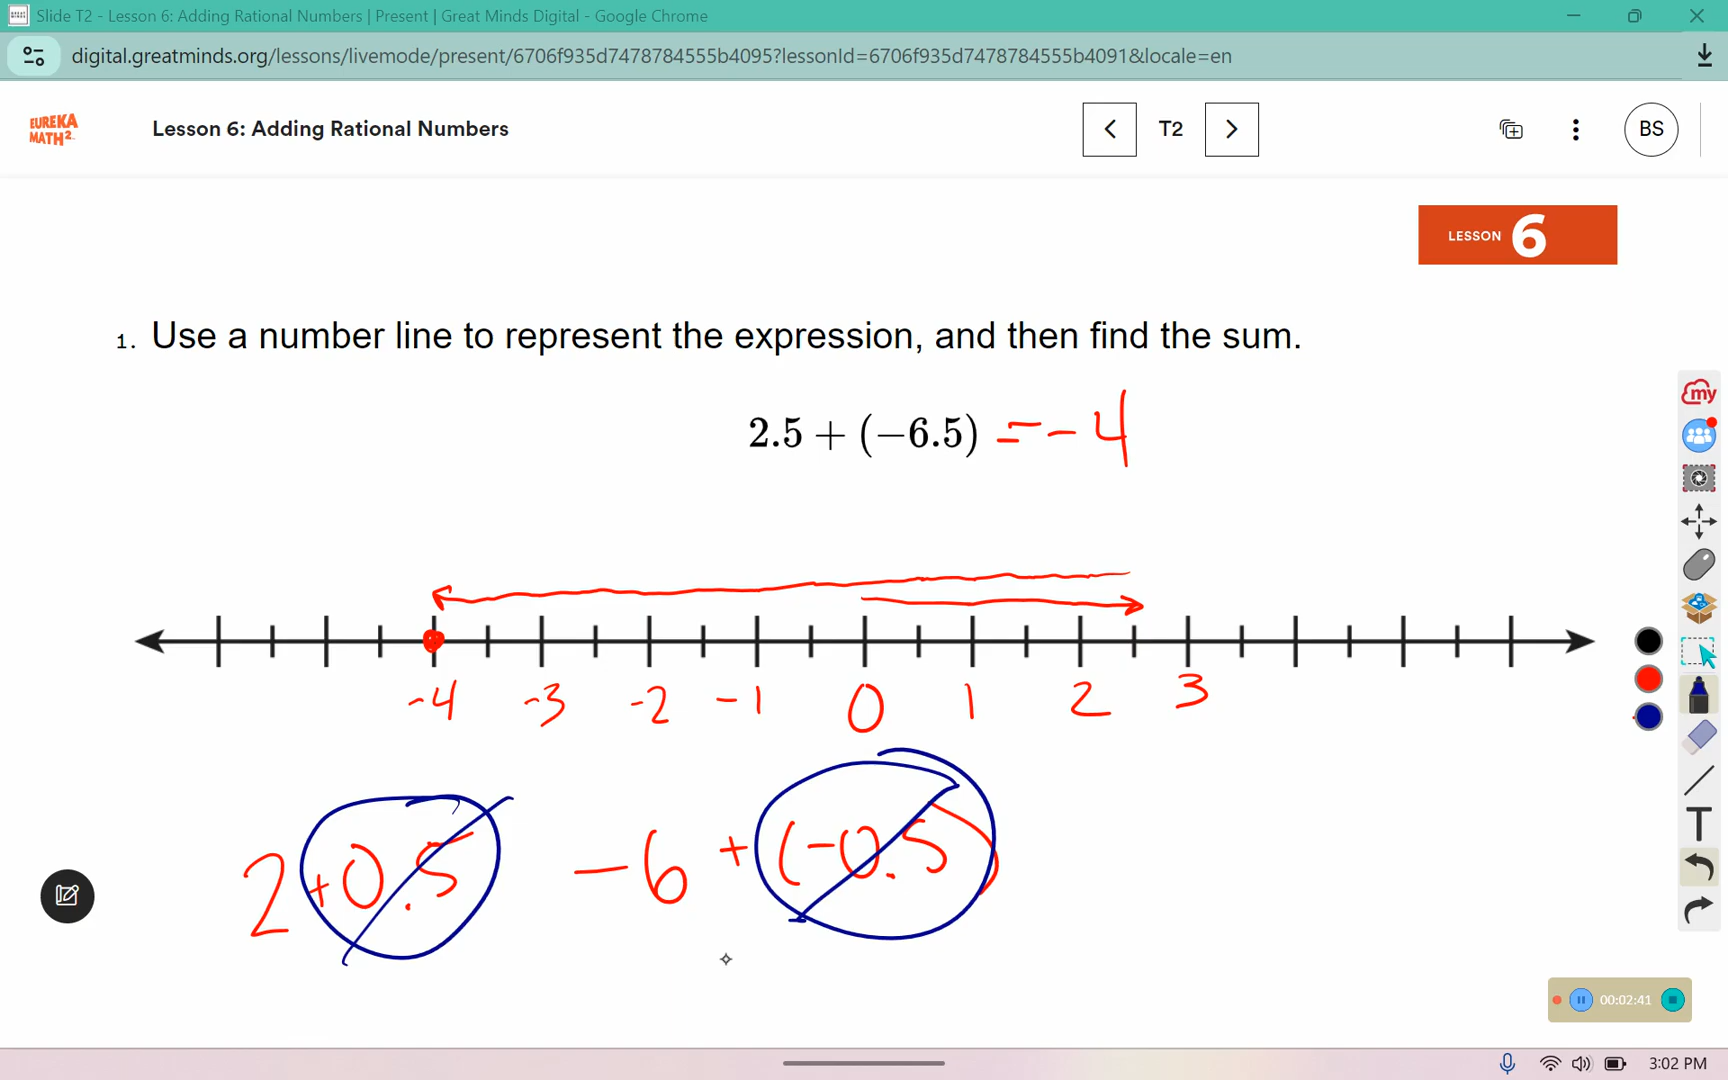 Slide T2 - Lesson 6: Adding Rational Numbers | Present | Great Minds Digital - Google Chrome
digital.greatminds.org/lessons/livemode/present/6706f935d7478784555b4095?lessonId=6706f935d7478784555b4091&locale=en
EUREKA
MATH2
Lesson 6: Adding Rational Numbers
T2
BS
LESSON 6
1. Use a number line to represent the expression, and then find the sum.
2.5 + (−6.5) = -4
my
-4 -3 -2 -1 0 1 2 3
2 +0.5 -6 + (-0.5)
T
00:02:41
3:02 PM